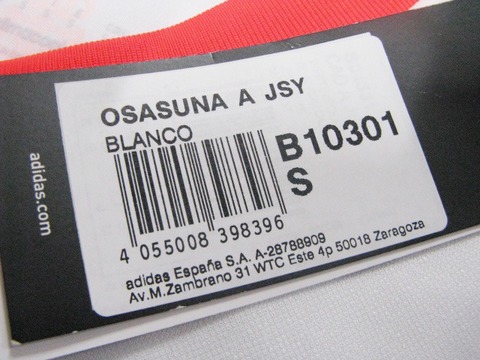 OSASUNA A JSY
BLANCO
B10301
S
4 055008 398396
adidas España S.A. A-28788909
Av.M.Zambrano 31 WTC Este 4p 50018 Zaragoza
adidas.com